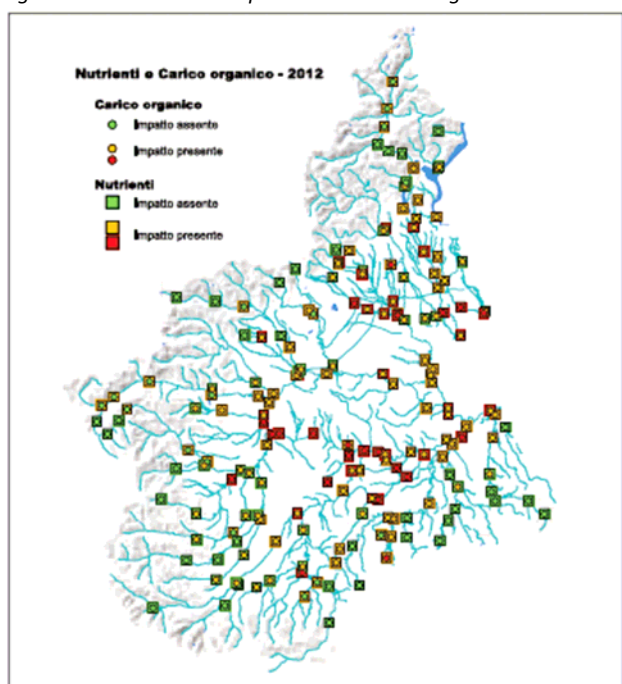 Nutrienti e Carico organico - 2012
Carico organico
Impatto assente
Impatto presente
Nutrienti
Impatto assente
Impatto presente